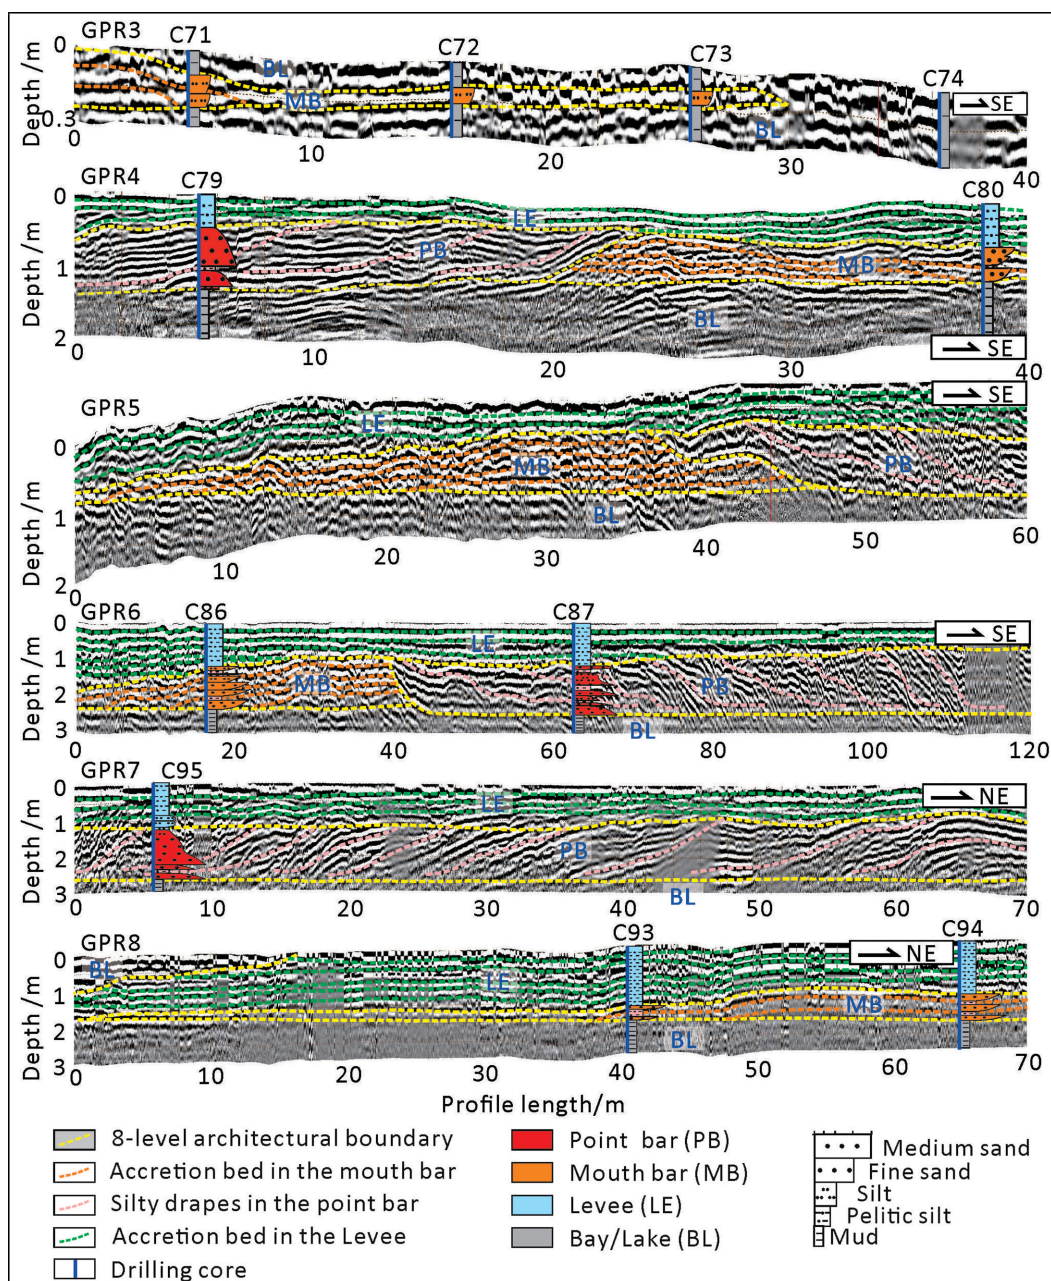 GPR3 C71 C72 C73 C74
0
BL
MB
SE
Depth /m
0.3
BL
0 10 20 30 40
GPR4 C79 C80
0
LE
PB
1
MB
Depth /m
BL
2
SE
0 10 20 30 40
GPR5
SE
LE
0
MB
PB
Depth /m
1
BL
2
0 10 20 30 40 50 60
GPR6 C86 C87
0
SE
LE
1
MB
PB
2
Depth /m
3
BL
0 20 40 60 80 100 120
GPR7 C95
0
LE
NE
1
PB
2
Depth /m
3
BL
0 10 20 30 40 50 60 70
GPR8 C93 C94
0
BL
NE
LE
1
MB
2
BL
Depth /m
3
0 10 20 30 40 50 60 70
Profile length/m
8-level architectural boundary
Accretion bed in the mouth bar
Silty drapes in the point bar
Accretion bed in the Levee
Drilling core
Point bar (PB)
Mouth bar (MB)
Levee (LE)
Bay/Lake (BL)
Medium sand
Fine sand
Silt
Pelitic silt
Mud